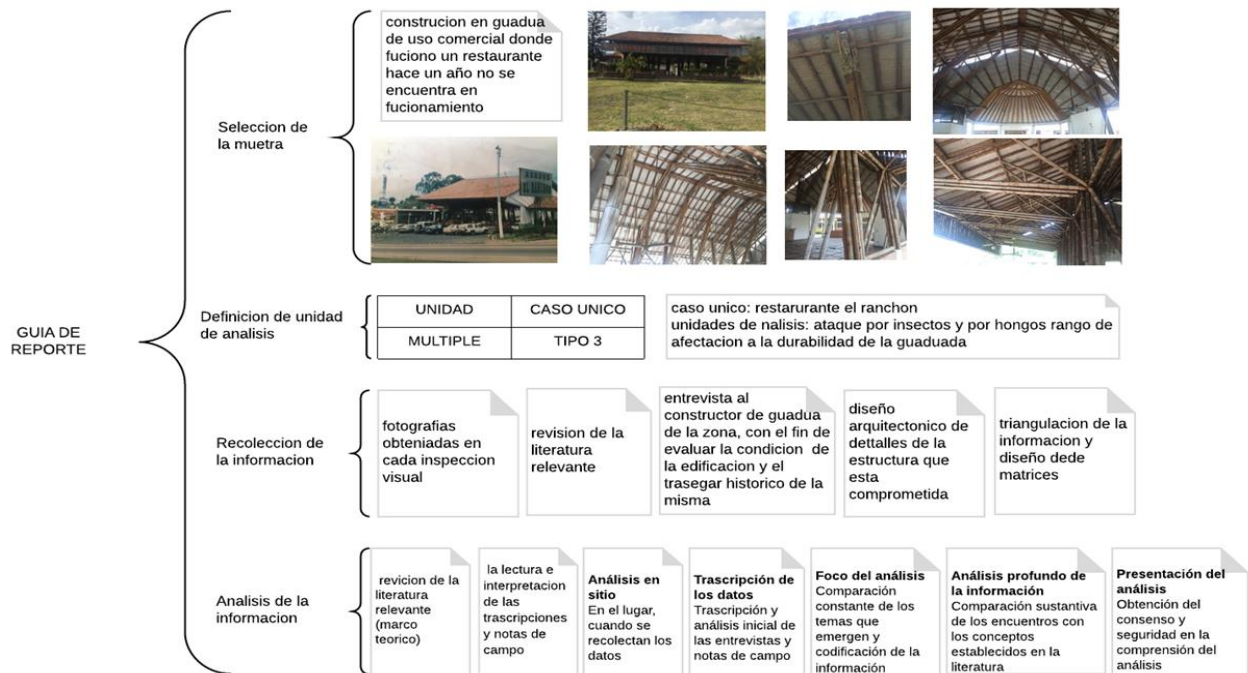 construcion en guadua
de uso comercial donde
fuciono un restaurante
hace un año no se
encuentra en
fucionamiento
Seleccion de
la muetra
GUIA DE
REPORTE
Definicion de unidad
de analisis
UNIDAD
CASO UNICO
MULTIPLE
TIPO 3
caso unico: restarurante el ranchon
unidades de nalisis: ataque por insectos y por hongos rango de
afectacion a la durabilidad de la guaduada
Recoleccion de
la informacion
fotografias
obteniadas en
cada inspeccion
visual
revision de la
literatura
relevante
entrevista al
constructor de guadua
de la zona, con el fin de
evaluar la condicion de
la edificacion y el
trasegar historico de la
misma
diseño
arquitectonico de
dettalles de la
estructura que
esta
comprometida
triangulacion de la
informacion y
diseño dede
matrices
Analisis de la
informacion
revicion de la
literatura
relevante
(marco
teorico)
la lectura e
interpretacion
de las
trascripciones
y notas de
campo
Análisis en
sitio
En el lugar,
cuando se
recolectan los
datos
Trascripción de
los datos
Trascripción y
análisis inicial de
las entrevistas y
notas de campo
Foco del análisis
Comparación
constante de los
temas que
emergen y
codificación de la
información
Análisis profundo de
la información
Comparación sustantiva
de los encuentros con
los conceptos
establecidos en la
literatura
Presentación del
análisis
Obtención del
consenso y
seguridad en la
comprensión del
análisis